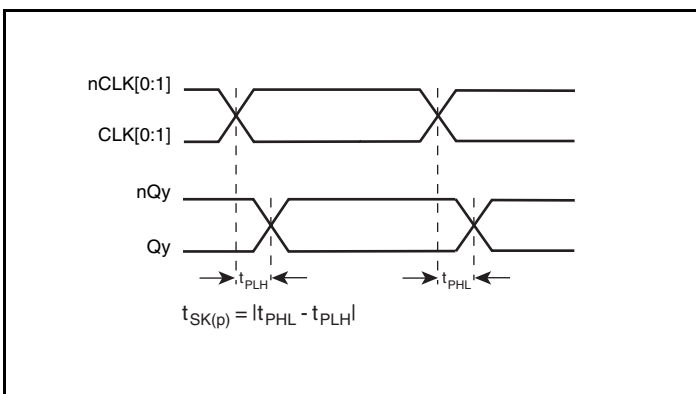 nCLK[0:1]
CLK[0:1]
nQy
Qy
tPLH tPHL
tSK(p) = |tPHL - tPLH|